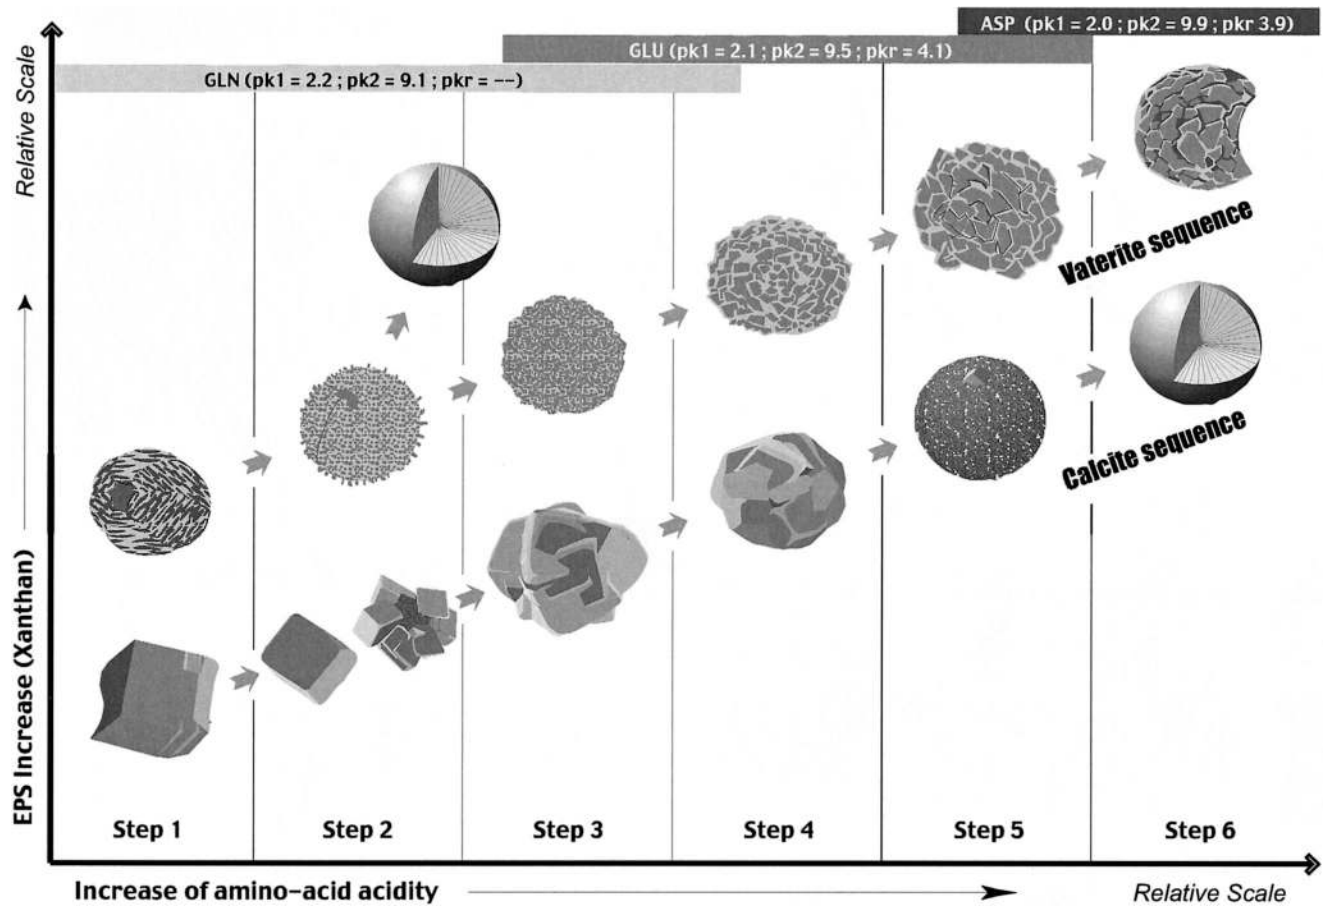 ASP (pk1 = 2.0 ; pk2 = 9.9 ; pkr 3.9)
GLU (pk1 = 2.1 ; pk2 = 9.5 ; pkr = 4.1)
GLN (pk1 = 2.2 ; pk2 = 9.1 ; pkr = --)
Relative Scale
EPS Increase (Xanthan)
Vaterite sequence
Calcite sequence
Step 1
Step 2
Step 3
Step 4
Step 5
Step 6
Increase of amino-acid acidity
Relative Scale